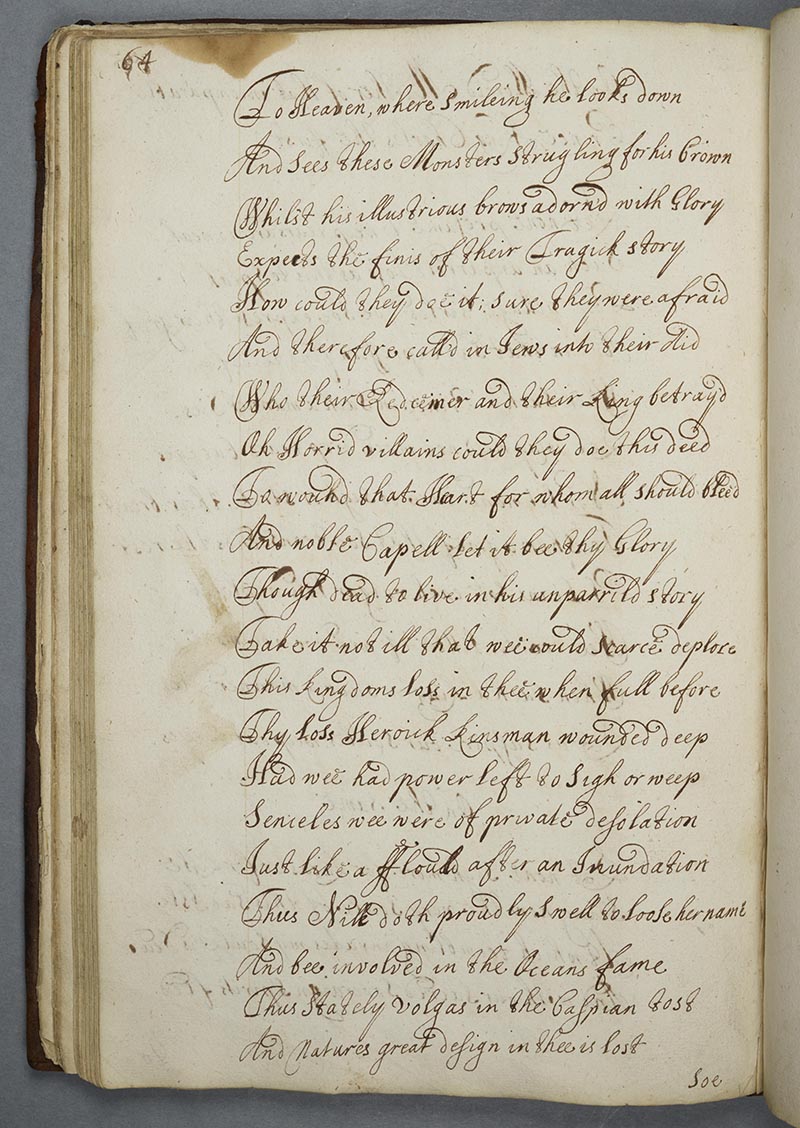 64
To Heaven, where Smileing he looks down
And Sees these Monsters Strugling for his Crown
Whilst his illustrious brows adornd with Glory
Expects the finis of their Tragick story
How could they doe it; sure they were afraid
And therefore calld in Jews into their Aid
Who their Redeemer and their King betrayd
Oh Horrid villains could they doe this deed
To wound that Heart for whom all should bleed
And noble Capell let it bee thy Glory
Though dead to live in his unparrild story
Take it not ill that wee could scarce deplore
This Kingdoms loss in thee when full before
Thy loss Heroick Kinsman wounded deep
Had wee had power left to Sigh or weep
Senceles wee were of private desolation
Just like a fflould after an Inundation
Thus Nile doth proudly Swell to loose her name
And bee involved in the Oceans fame
Thus Stately Volgas in the Caspian tost
And Natures great design in thee is lost
Soe